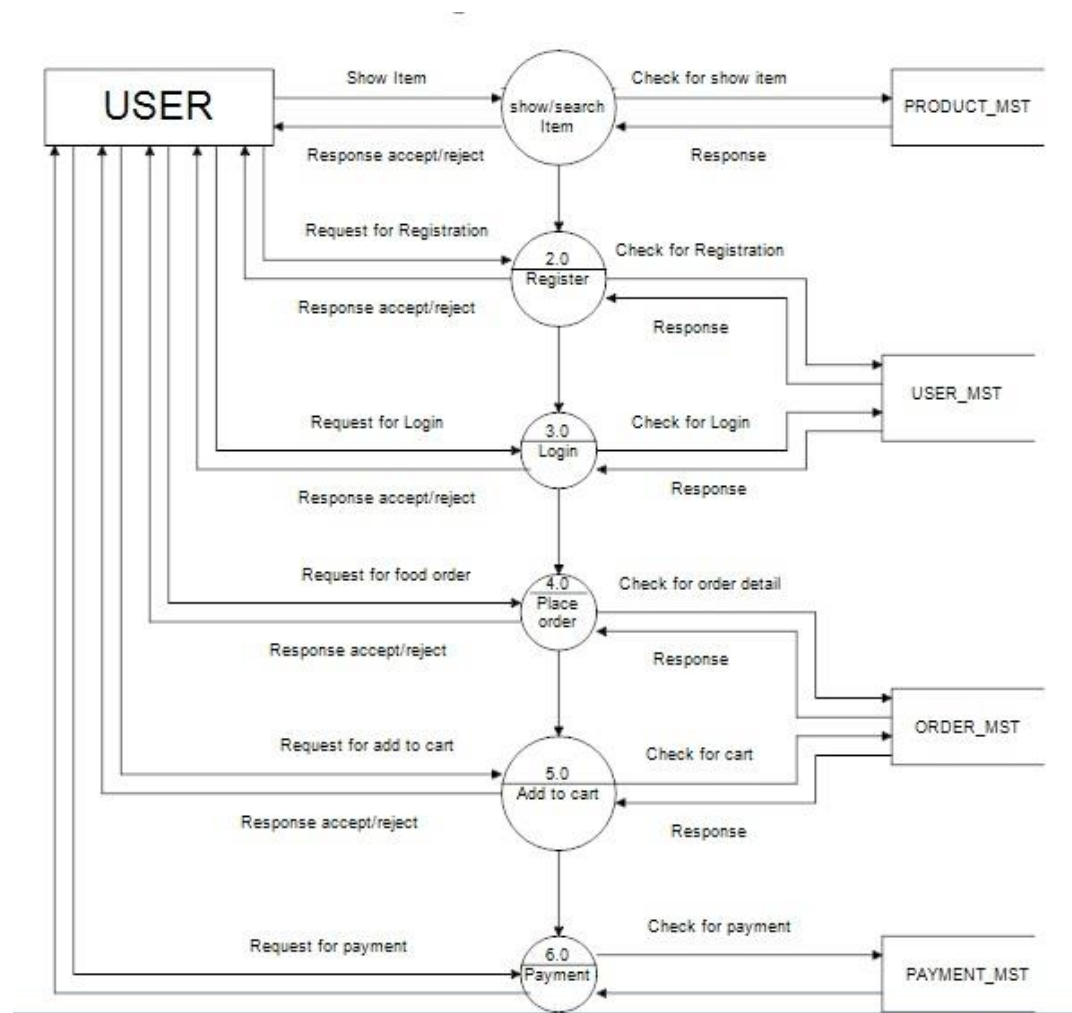 Show Item
Check for show item
USER
show/search
Item
PRODUCT_MST
Response accept/reject
Response
Request for Registration
Check for Registration
2.0
Register
Response accept/reject
Response
USER_MST
Request for Login
Check for Login
3.0
Login
Response accept/reject
Response
Request for food order
Check for order detail
4.0
Place
order
Response accept/reject
Response
ORDER_MST
Request for add to cart
Check for cart
5.0
Add to cart
Response accept/reject
Response
Request for payment
Check for payment
6.0
Payment
PAYMENT_MST